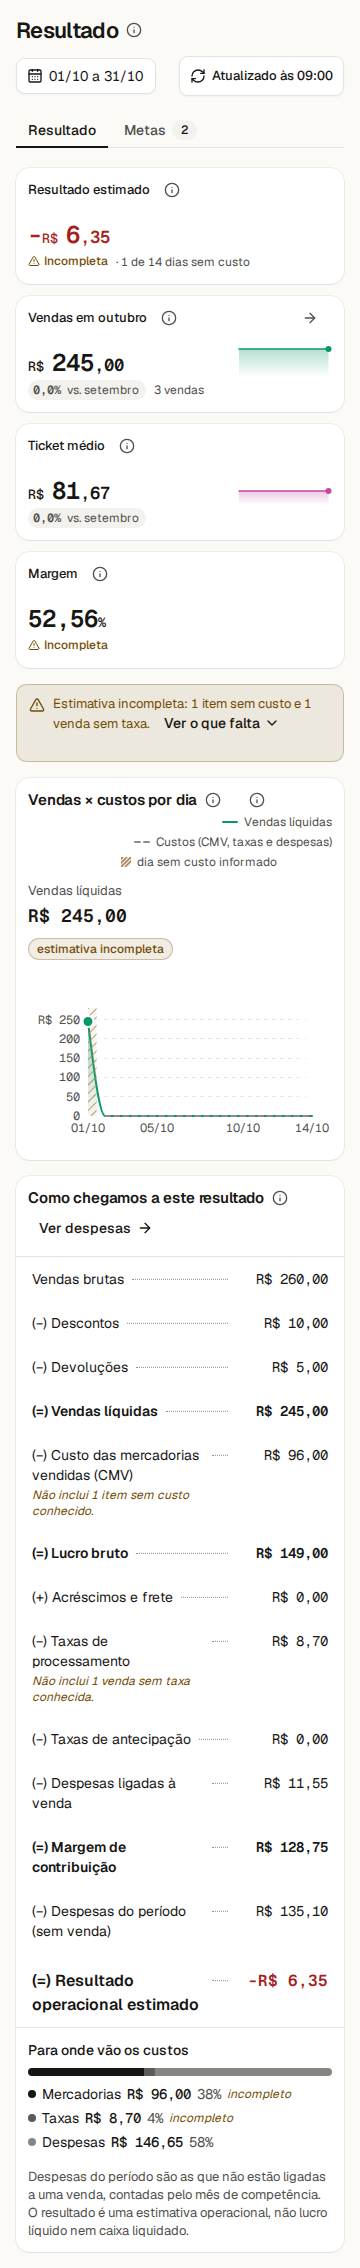 Resultado
01/10 a 31/10
Atualizado às 09:00
Resultado
Metas 2
Resultado estimado
-R$ 6,35
Incompleta · 1 de 14 dias sem custo
Vendas em outubro
R$ 245,00
0,0% vs. setembro 3 vendas
Ticket médio
R$ 81,67
0,0% vs. setembro
Margem
52,56%
Incompleta
Estimativa incompleta: 1 item sem custo e 1
venda sem taxa. Ver o que falta
Vendas × custos por dia
Vendas líquidas
Custos (CMV, taxas e despesas)
dia sem custo informado
Vendas líquidas
R$ 245,00
estimativa incompleta
R$ 250
200
150
100
50
0
01/10 05/10 10/10 14/10
Como chegamos a este resultado
Ver despesas
Vendas brutas R$ 260,00
(−) Descontos R$ 10,00
(−) Devoluções R$ 5,00
(=) Vendas líquidas R$ 245,00
(−) Custo das mercadorias R$ 96,00
vendidas (CMV)
Não inclui 1 item sem custo
conhecido.
(=) Lucro bruto R$ 149,00
(+) Acréscimos e frete R$ 0,00
(−) Taxas de R$ 8,70
processamento
Não inclui 1 venda sem taxa
conhecida.
(−) Taxas de antecipação R$ 0,00
(−) Despesas ligadas à R$ 11,55
venda
(=) Margem de R$ 128,75
contribuição
(−) Despesas do período R$ 135,10
(sem venda)
(=) Resultado -R$ 6,35
operacional estimado
Para onde vão os custos
Mercadorias R$ 96,00 38% incompleto
Taxas R$ 8,70 4% incompleto
Despesas R$ 146,65 58%
Despesas do período são as que não estão ligadas
a uma venda, contadas pelo mês de competência.
O resultado é uma estimativa operacional, não lucro
líquido nem caixa liquidado.